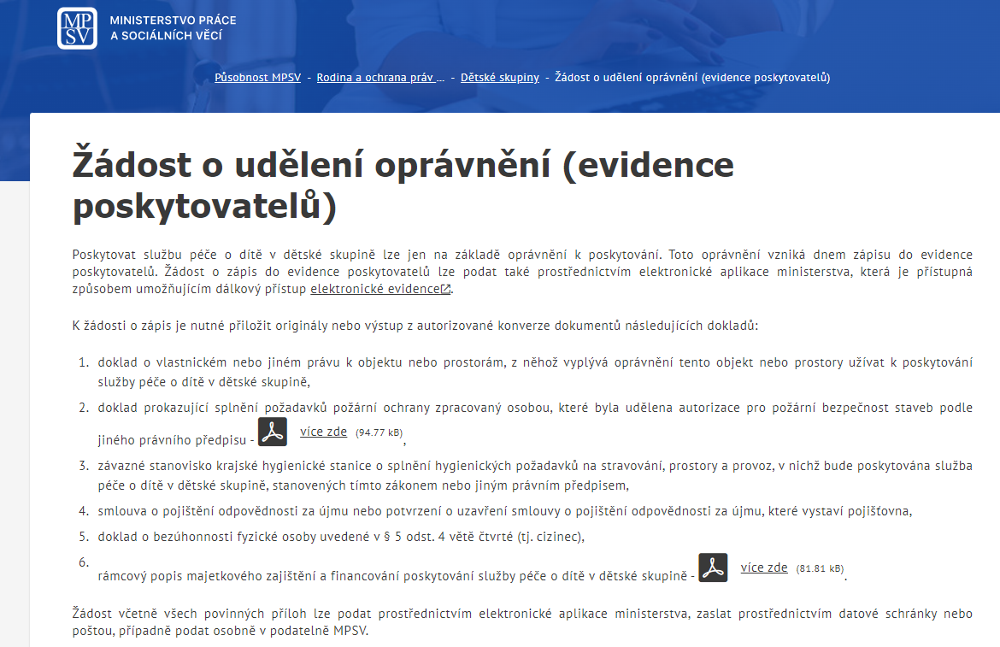 MPSV
MINISTERSTVO PRÁCE
A SOCIÁLNÍCH VĚCÍ
Působnost MPSV - Rodina a ochrana práv ... - Dětské skupiny - Žádost o udělení oprávnění (evidence poskytovatelů)
Žádost o udělení oprávnění (evidence
poskytovatelů)
Poskytovat službu péče o dítě v dětské skupině lze jen na základě oprávnění k poskytování. Toto oprávnění vzniká dnem zápisu do evidence
poskytovatelů. Žádost o zápis do evidence poskytovatelů lze podat také prostřednictvím elektronické aplikace ministerstva, která je přístupná
způsobem umožňujícím dálkový přístup elektronické evidence.
K žádosti o zápis je nutné přiložit originály nebo výstup z autorizované konverze dokumentů následujících dokladů:
1. doklad o vlastnickém nebo jiném právu k objektu nebo prostorám, z něhož vyplývá oprávnění tento objekt nebo prostory užívat k poskytování
služby péče o dítě v dětské skupině,
2. doklad prokazující splnění požadavků požární ochrany zpracovaný osobou, které byla udělena autorizace pro požární bezpečnost staveb podle
jiného právního předpisu - více zde (94.77 kB),
3. závazné stanovisko krajské hygienické stanice o splnění hygienických požadavků na stravování, prostory a provoz, v nichž bude poskytována služba
péče o dítě v dětské skupině, stanovených tímto zákonem nebo jiným právním předpisem,
4. smlouva o pojištění odpovědnosti za újmu nebo potvrzení o uzavření smlouvy o pojištění odpovědnosti za újmu, které vystaví pojišťovna,
5. doklad o bezúhonnosti fyzické osoby uvedené v § 5 odst. 4 větě čtvrté (tj. cizinec),
6. rámcový popis majetkového zajištění a financování poskytování služby péče o dítě v dětské skupině - více zde (81.81 kB).
Žádost včetně všech povinných příloh lze podat prostřednictvím elektronické aplikace ministerstva, zaslat prostřednictvím datové schránky nebo
poštou, případně podat osobně v podatelně MPSV.